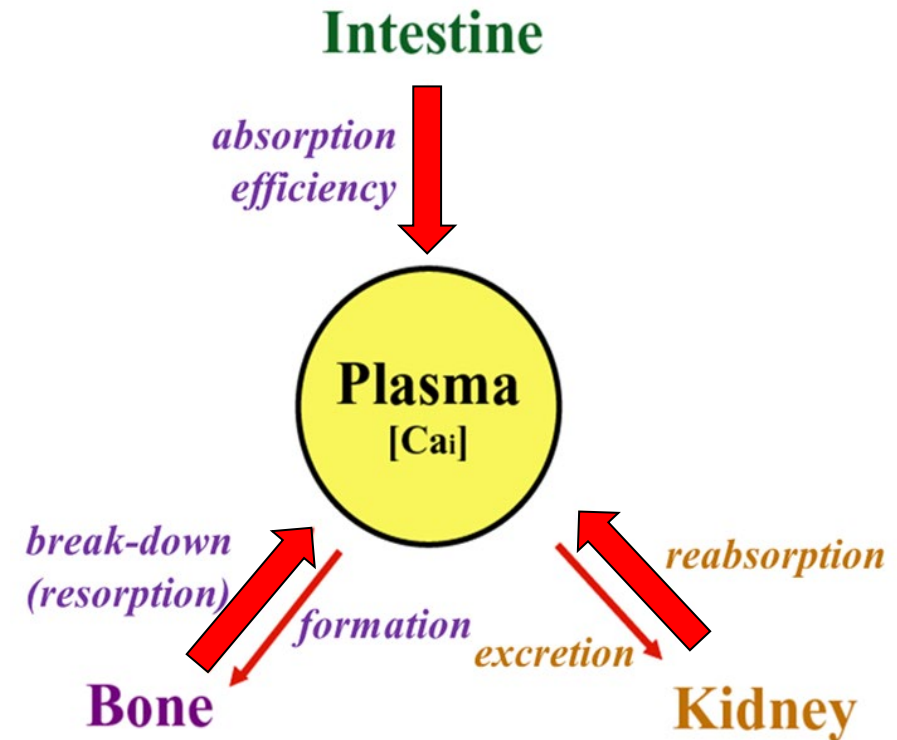 Intestine
absorption
efficiency
Plasma
[Cai]
break-down
(resorption)
formation
reabsorption
excretion
Bone
Kidney